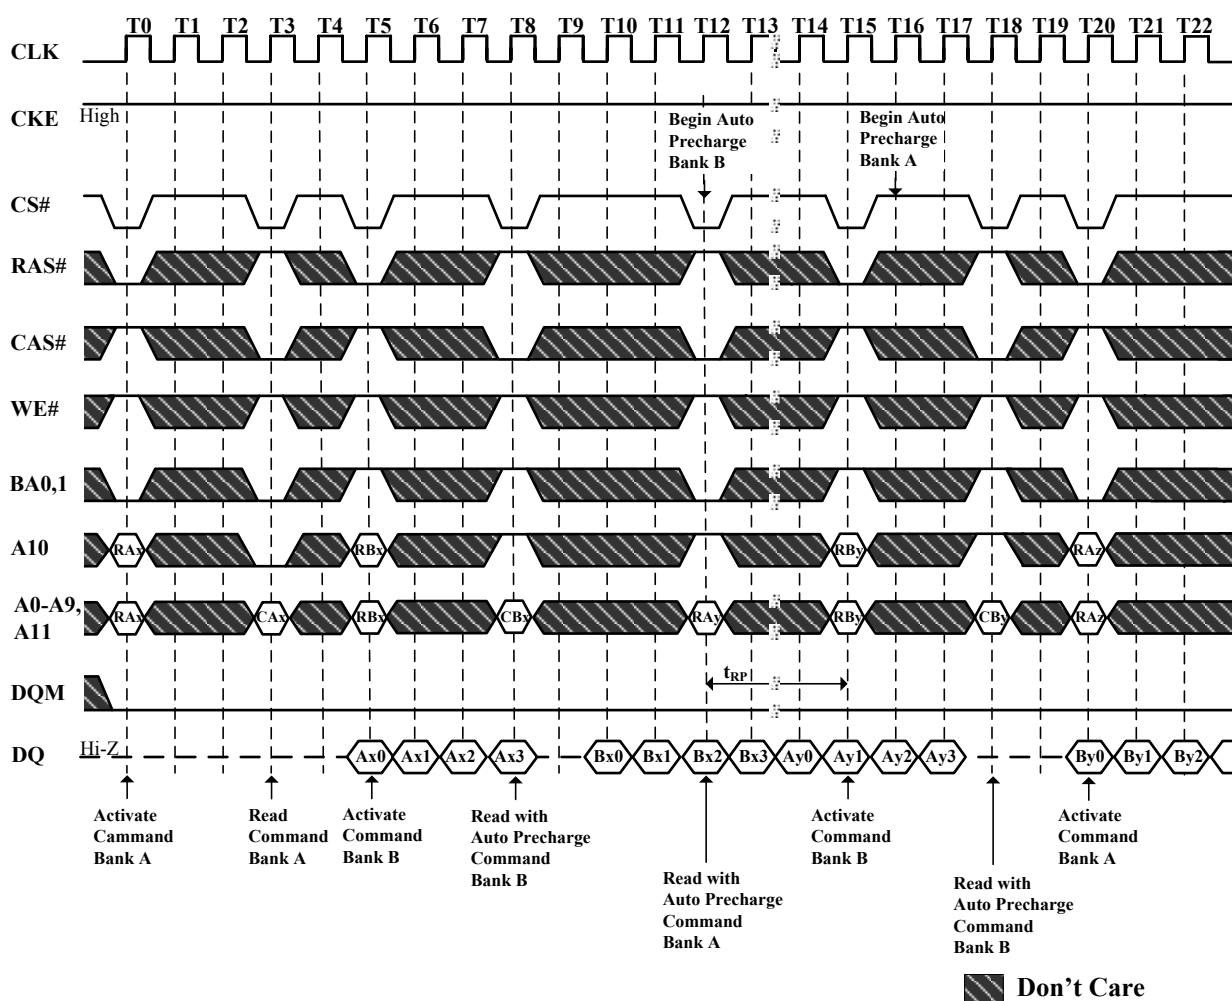 T0 T1 T2 T3 T4 T5 T6 T7 T8 T9 T10 T11 T12 T13 T14 T15 T16 T17 T18 T19 T20 T21 T22
CLK
CKE High
Begin Auto
Precharge
Bank B
Begin Auto
Precharge
Bank A
CS#
RAS#
CAS#
WE#
BA0,1
A10 RAx RBx RBy RAz
A0-A9,
A11
RAx CAx RBx CBx RAy RBy CBy RAz
DQM
tRP
DQ Hi-Z Ax0 Ax1 Ax2 Ax3 Bx0 Bx1 Bx2 Bx3 Ay0 Ay1 Ay2 Ay3 By0 By1 By2
Activate
Cammand
Bank A
Read
Command
Bank A
Activate
Command
Bank B
Read with
Auto Precharge
Command
Bank B
Read with
Auto Precharge
Command
Bank A
Activate
Command
Bank B
Read with
Auto Precharge
Command
Bank B
Activate
Command
Bank A
Don't Care